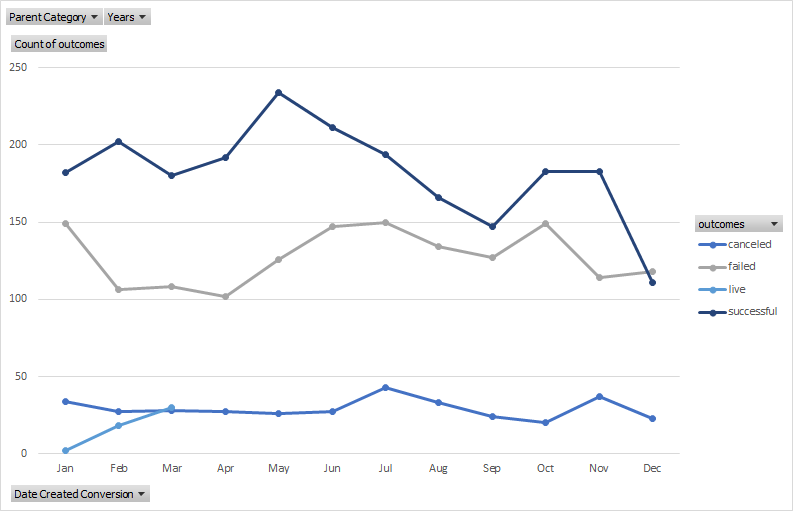 Parent Category Years
Count of outcomes
250
200
150
100
50
0
Jan Feb Mar Apr May Jun Jul Aug Sep Oct Nov Dec
outcomes
canceled
failed
live
successful
Date Created Conversion